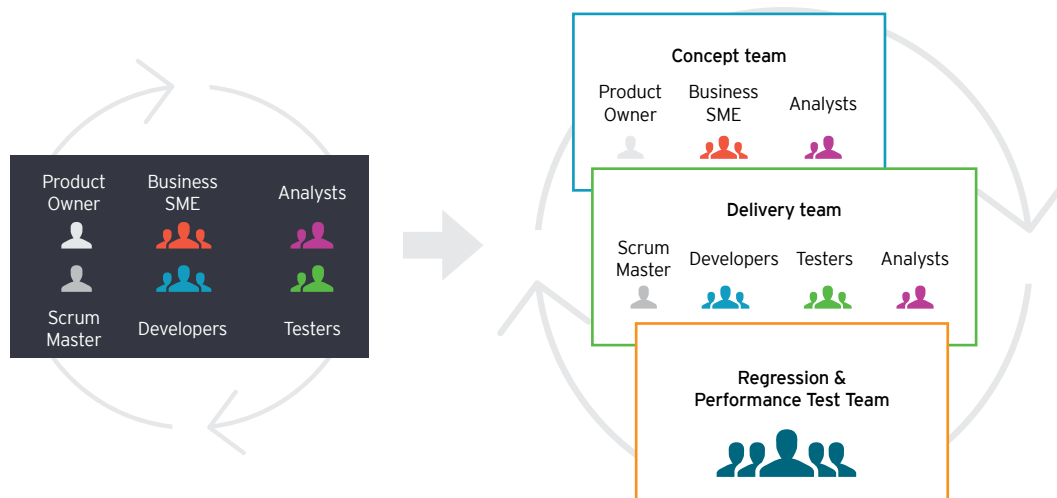 Product
Owner
Business
SME
Analysts
Scrum
Master
Developers
Testers
Concept team
Product
Owner
Business
SME
Analysts
Delivery team
Scrum
Master
Developers
Testers
Analysts
Regression &
Performance Test Team